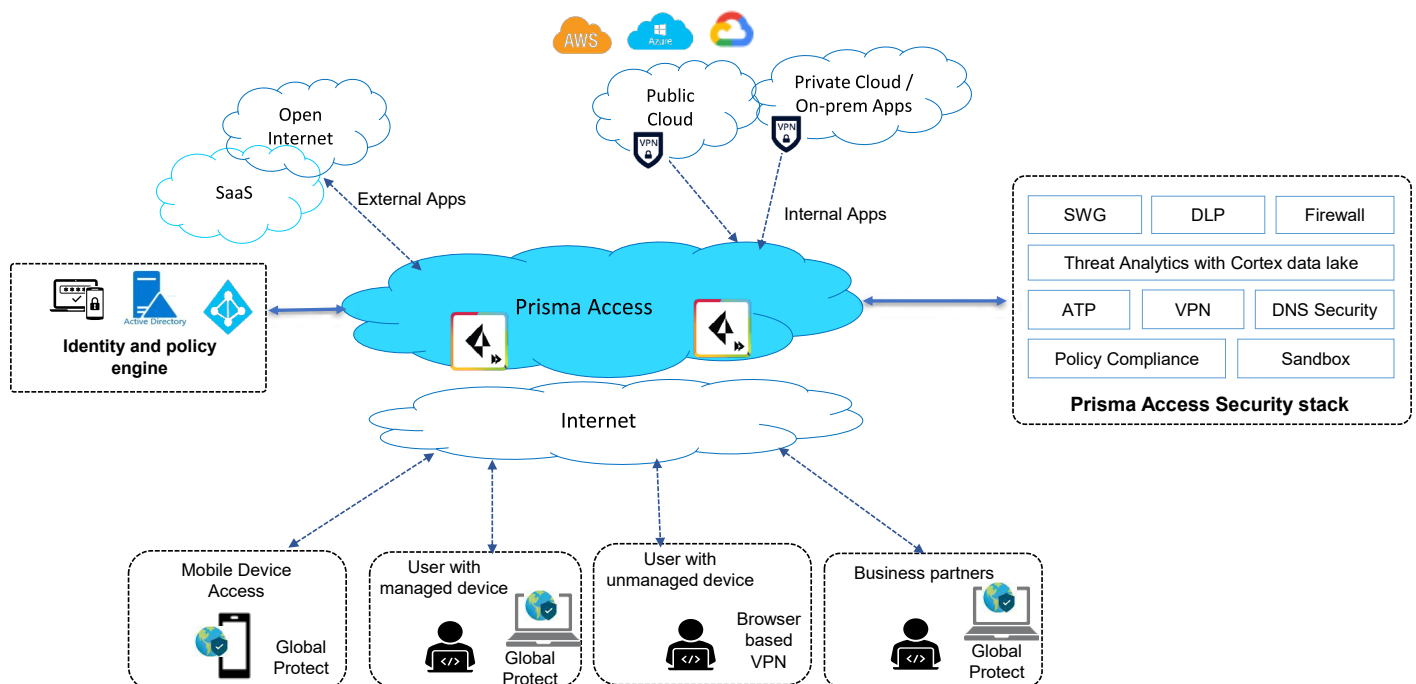 AWS
Azure
Open
Internet
SaaS
Public
Cloud
VPN
Private Cloud /
On-prem Apps
VPN
External Apps
Internal Apps
Active Directory
Identity and policy
engine
Prisma Access
SWG
DLP
Firewall
Threat Analytics with Cortex data lake
ATP
VPN
DNS Security
Policy Compliance
Sandbox
Prisma Access Security stack
Internet
Mobile Device
Access
Global
Protect
User with
managed device
Global
Protect
User with
unmanaged device
Browser
based
VPN
Business partners
Global
Protect